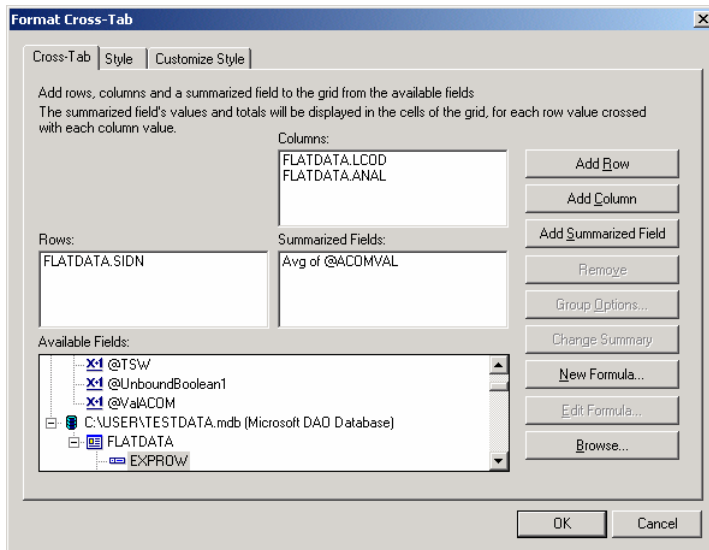 Format Cross-Tab
Cross-Tab
Style
Customize Style
Add rows, columns and a summarized field to the grid from the available fields
The summarized field's values and totals will be displayed in the cells of the grid, for each row value crossed
with each column value.
Columns:
FLATDATA.LCOD
FLATDATA.ANAL
Add Row
Add Column
Add Summarized Field
Rows:
Summarized Fields:
FLATDATA.SIDN
Avg of @ACOMVAL
Remove
Group Options...
Change Summary
New Formula...
Edit Formula...
Browse...
Available Fields:
X+1 @TSW
X+1 @UnboundBoolean1
X+1 @ValACOM
C:\USER\TESTDATA.mdb (Microsoft DAO Database)
FLATDATA
EXPROW
OK
Cancel